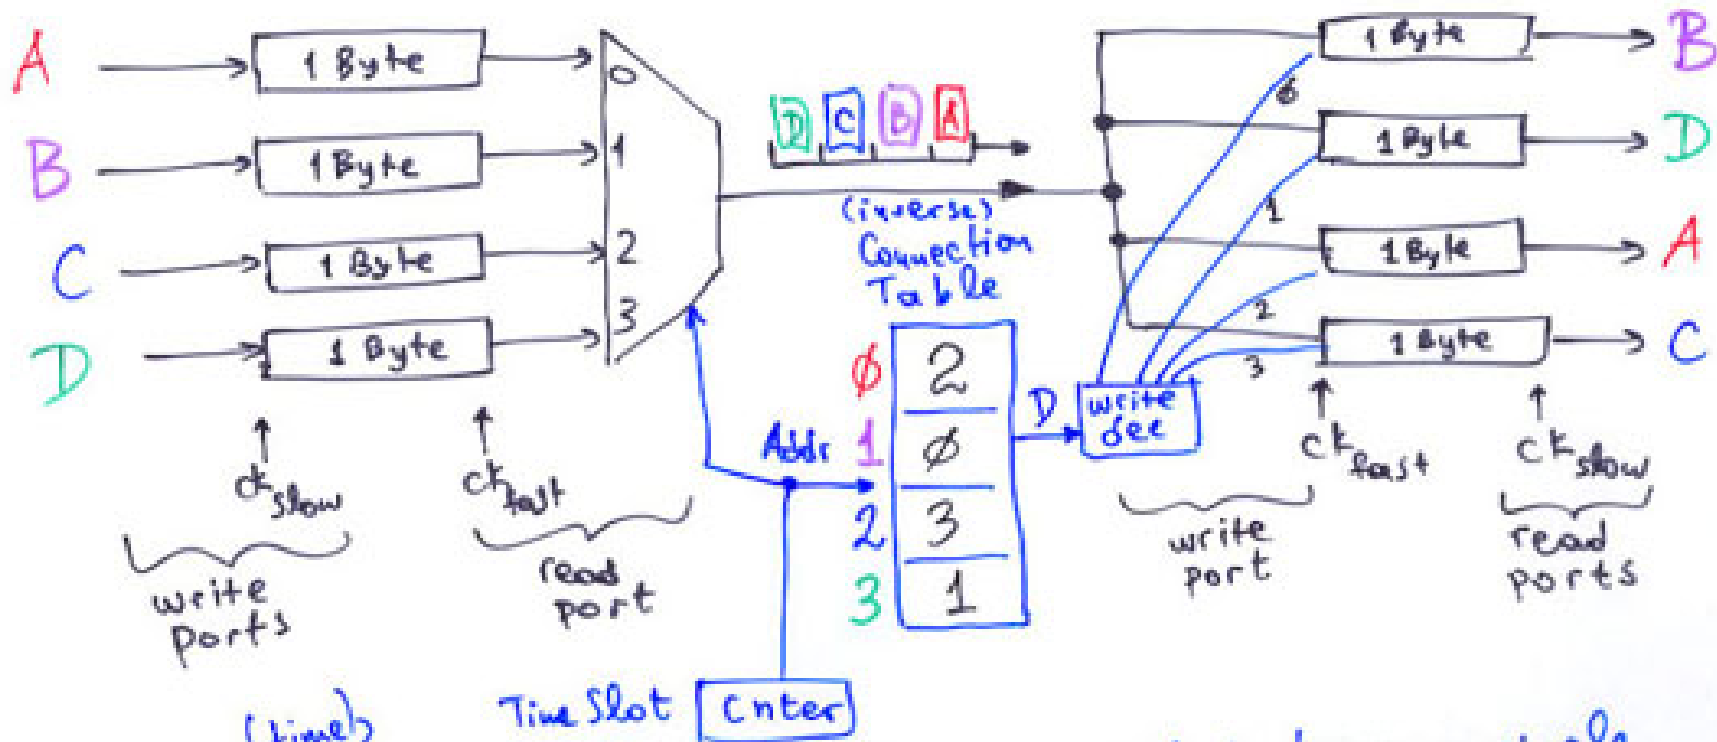 A
1 Byte
0
B
1 Byte
1
C
1 Byte
2
D
1 Byte
3
D C B A
(inverse)
Connection
Table
Addr
0 2
1 0
2 3
3 1
D
write
dec
0
1
2
3
1 Byte
B
1 Byte
D
1 Byte
A
1 Byte
C
ck slow
ck fast
write
ports
read
port
ck fast
ck slow
write
port
read
ports
(time)
Time Slot
Cnter